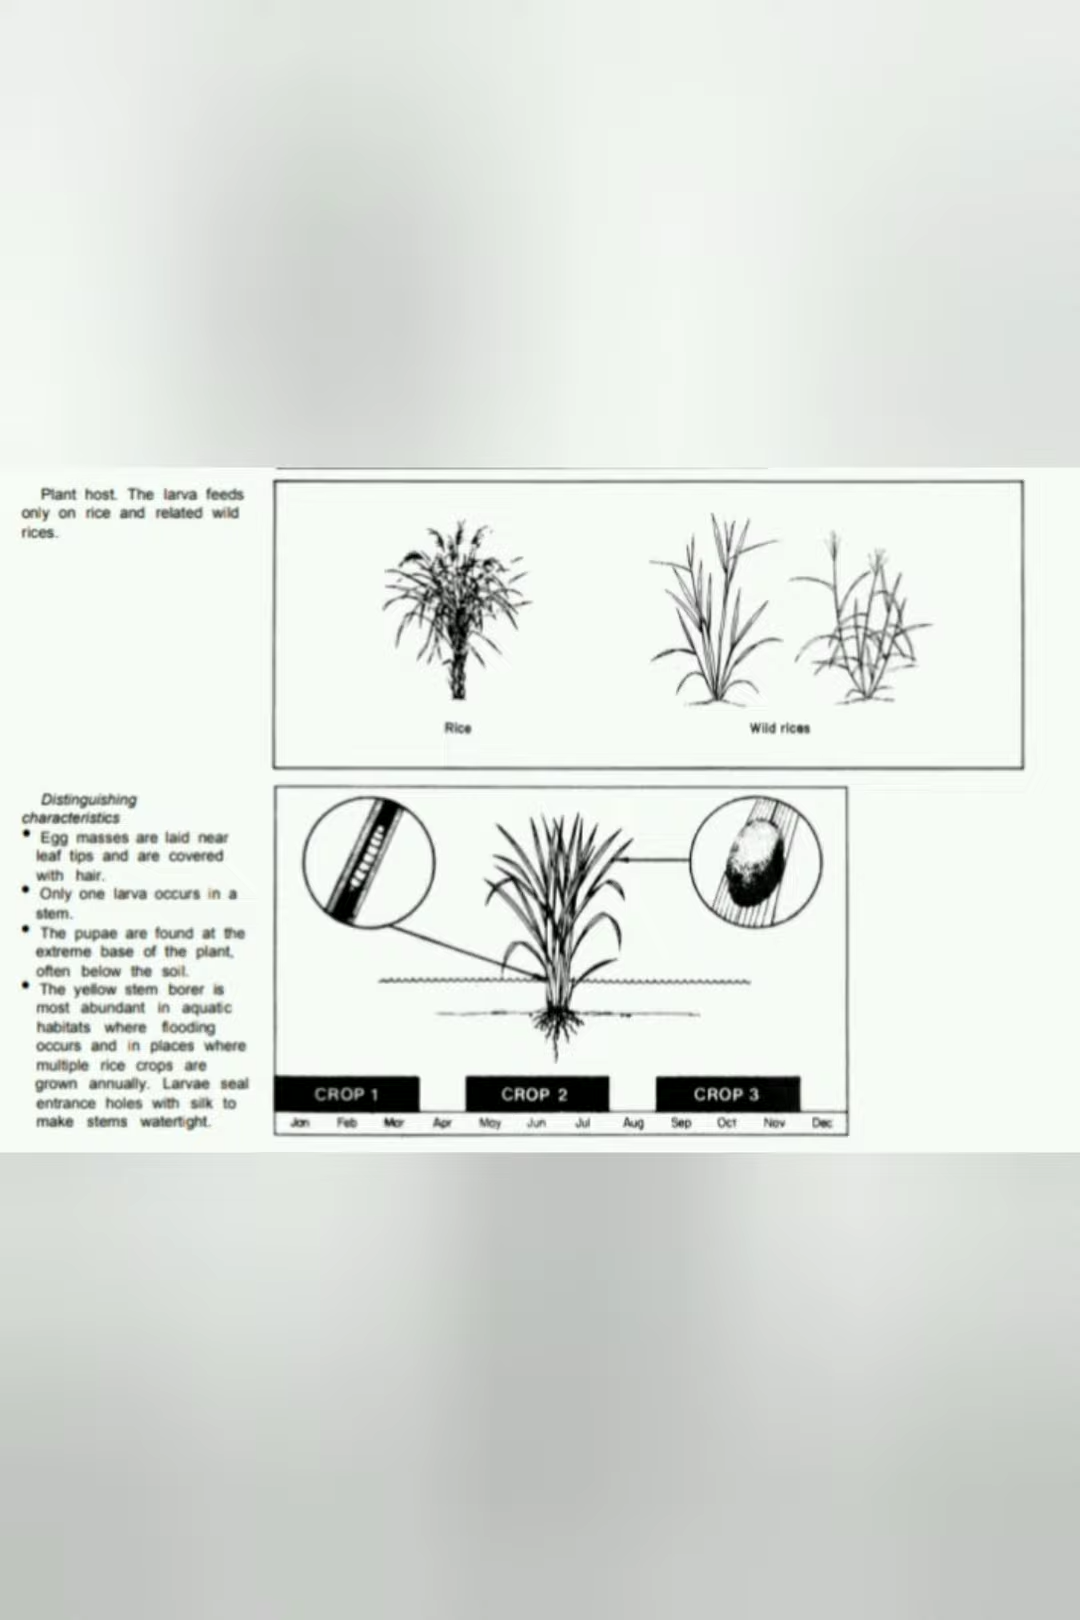 Plant host. The larva feeds
only on rice and related wild
rices.
Rice
Wild rices
Distinguishing
characteristics
• Egg masses are laid near
leaf tips and are covered
with hair.
• Only one larva occurs in a
stem.
• The pupae are found at the
extreme base of the plant,
often below the soil.
• The yellow stem borer is
most abundant in aquatic
habitats where flooding
occurs and in places where
multiple rice crops are
grown annually. Larvae seal
entrance holes with silk to
make stems watertight.
CROP 1 CROP 2 CROP 3
Jan Feb Mar Apr May Jun Jul Aug Sep Oct Nov Dec